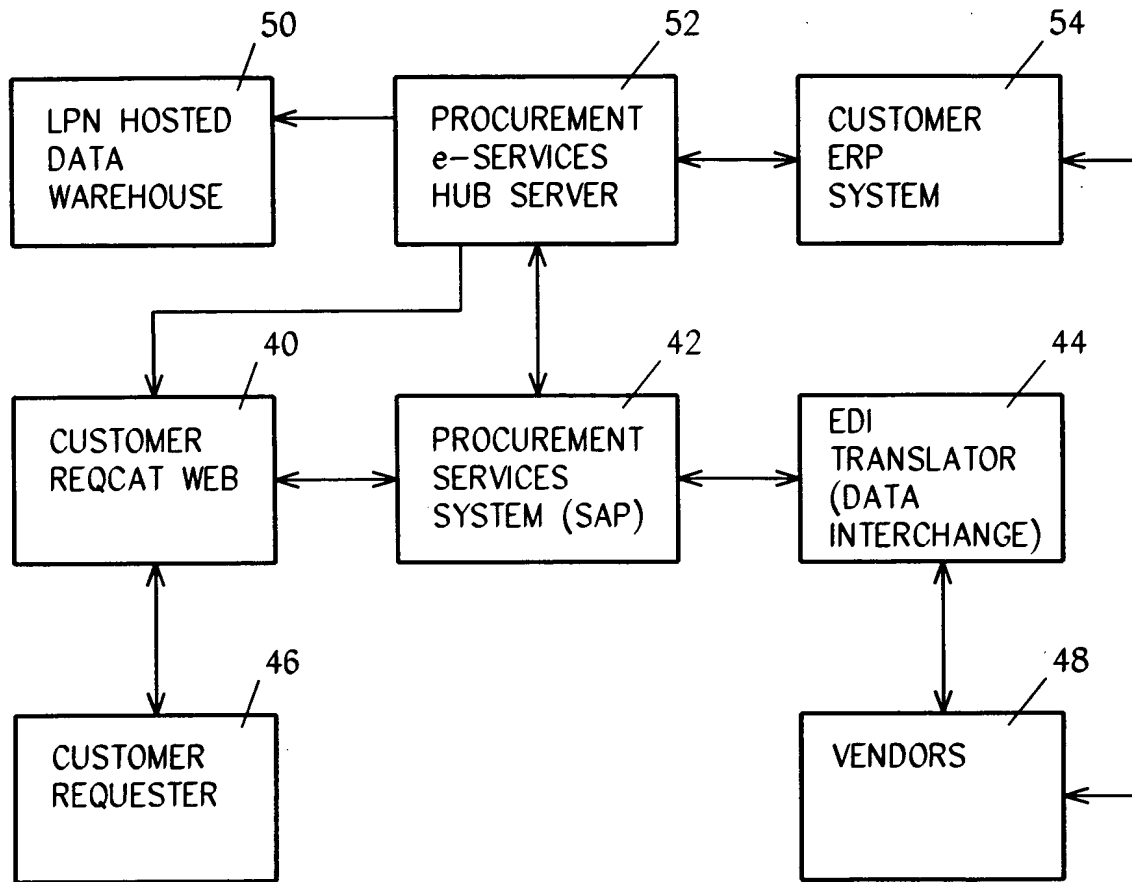 50
LPN HOSTED
DATA
WAREHOUSE
52
PROCUREMENT
e-SERVICES
HUB SERVER
54
CUSTOMER
ERP
SYSTEM
40
CUSTOMER
REQCAT WEB
42
PROCUREMENT
SERVICES
SYSTEM (SAP)
44
EDI
TRANSLATOR
(DATA
INTERCHANGE)
46
CUSTOMER
REQUESTER
48
VENDORS